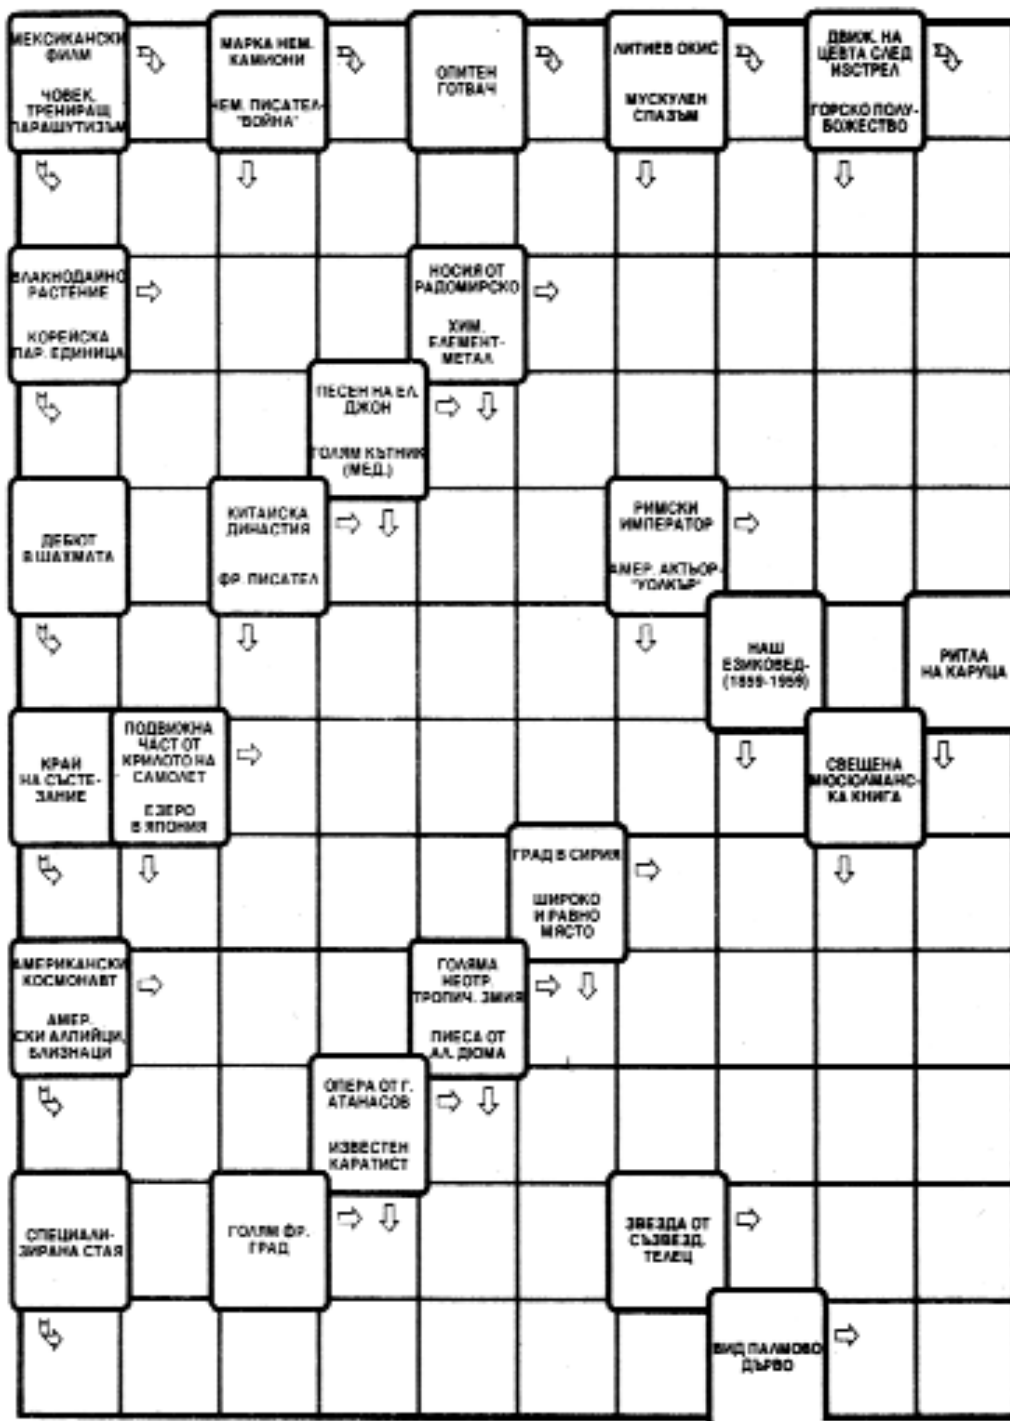 МЕКСИКАНСКИ
ФИЛМ
ЧОВЕК,
ТРЕНИРАЩ
ПАРАШУТИЗЪМ
МАРКА НЕМ.
КАМИОНИ
НЕМ. ПИСАТЕЛ-
"ВОЙНА"
ОПИТЕН
ГОТВАЧ
ЛИТИЕВ ОКИС
МУСКУЛЕН
СПАЗЪМ
ДВИЖ. НА
ЦЕВТА СЛЕД
ИЗСТРЕЛ
ГОРСКО ПОЛУ-
БОЖЕСТВО
ВЛАКНОДАЙНО
РАСТЕНИЕ
КОРЕЙСКА
ПАР. ЕДИНИЦА
НОСИЯ ОТ
РАДОМИРСКО
ХИМ.
ЕЛЕМЕНТ-
МЕТАЛ
ПЕСЕН НА ЕЛ.
ДЖОН
ГОЛЯМ КЪТНИК
(МЕД.)
ДЕБЮТ
В ШАХМАТА
КИТАЙСКА
ДИНАСТИЯ
ФР. ПИСАТЕЛ
РИМСКИ
ИМПЕРАТОР
АМЕР. АКТЬОР-
"УОЛКЪР"
НАШ
ЕЗИКОВЕД-
(1859-1959)
РИТЛА
НА КАРУЦА
КРАЙ
НА СЪСТЕ-
ЗАНИЕ
ПОДВИЖНА
ЧАСТ ОТ
КРИЛОТО НА
САМОЛЕТ
ЕЗЕРО
В ЯПОНИЯ
СВЕЩЕНА
МЮСЮЛМАНС-
КА КНИГА
ГРАД В СИРИЯ
ШИРОКО
И РАВНО
МЯСТО
АМЕРИКАНСКИ
КОСМОНАВТ
АМЕР.
СКИ АЛПИЙЦИ,
БЛИЗНАЦИ
ГОЛЯМА
НЕОТР.
ТРОПИЧ. ЗМИЯ
ПИЕСА ОТ
АЛ. ДЮМА
ОПЕРА ОТ Г.
АТАНАСОВ
ИЗВЕСТЕН
КАРАТИСТ
СПЕЦИАЛИ-
ЗИРАНА СТАЯ
ГОЛЯМ ФР.
ГРАД
ЗВЕЗДА ОТ
СЪЗВЕЗД.
ТЕЛЕЦ
ВИД ПАЛМОВО
ДЪРВО